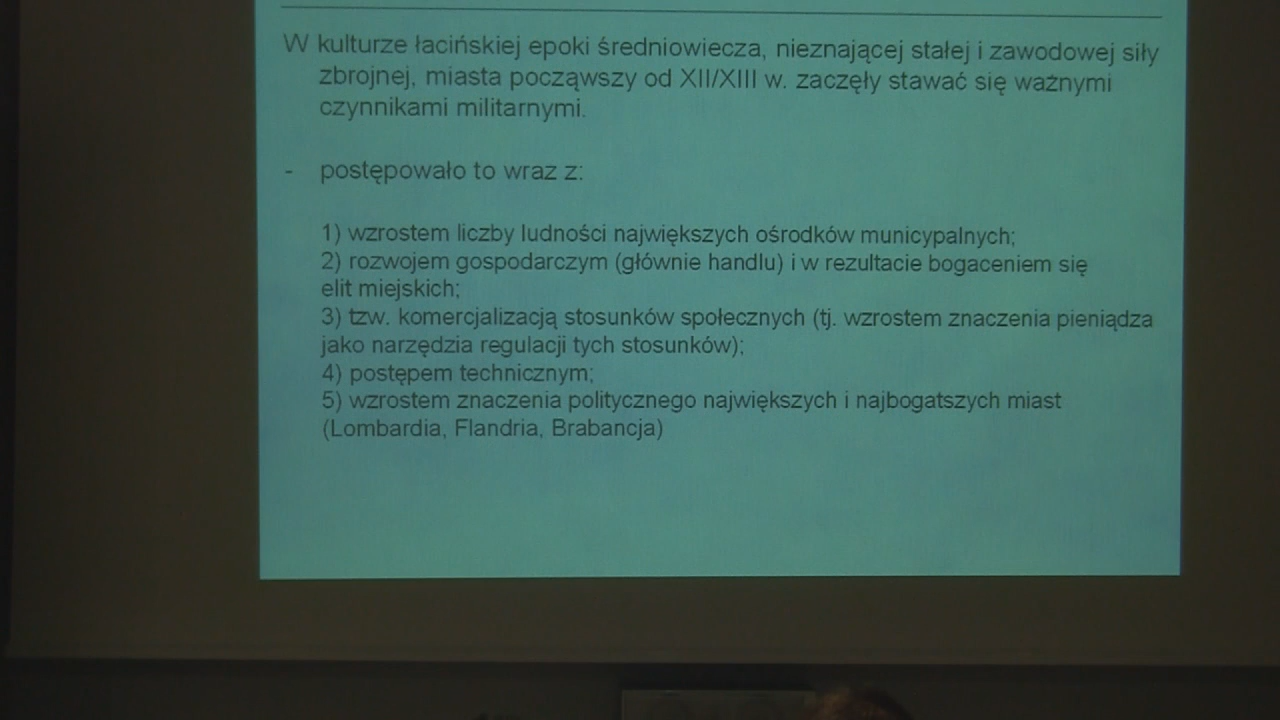 W kulturze łacińskiej epoki średniowiecza, nieznającej stałej i zawodowej siły
zbrojnej, miasta począwszy od XII/XIII w. zaczęły stawać się ważnymi
czynnikami militarnymi.
- postępowało to wraz z:
1) wzrostem liczby ludności największych ośrodków municypalnych;
2) rozwojem gospodarczym (głównie handlu) i w rezultacie bogaceniem się
elit miejskich;
3) tzw. komercjalizacją stosunków społecznych (tj. wzrostem znaczenia pieniądza
jako narzędzia regulacji tych stosunków);
4) postępem technicznym;
5) wzrostem znaczenia politycznego największych i najbogatszych miast
(Lombardia, Flandria, Brabancja)